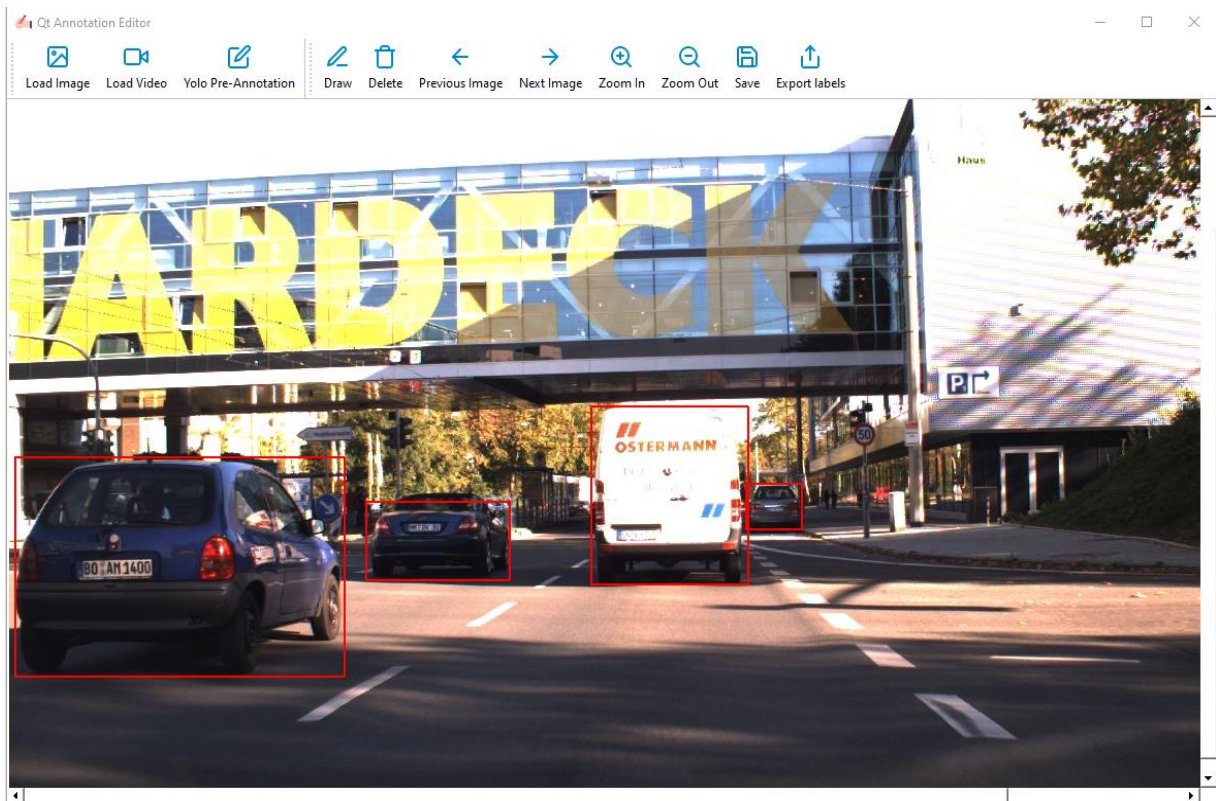 Qt Annotation Editor
Load Image
Load Video
Yolo Pre-Annotation
Draw
Delete
Previous Image
Next Image
Zoom In
Zoom Out
Save
Export labels
Haus
ARDECK
P
OSTERMANN
50
BO AM 1400